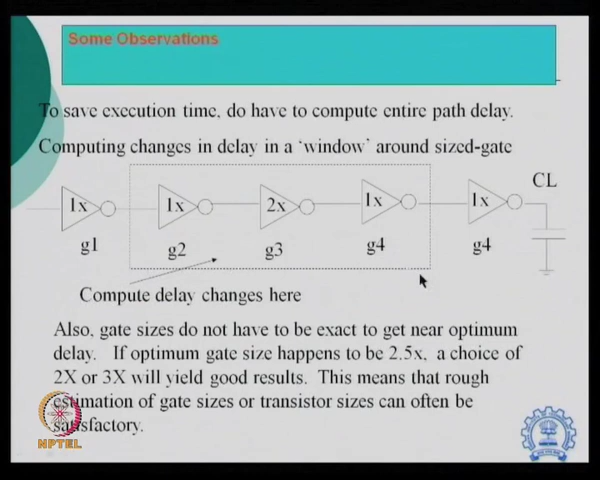 Some Observations
To save execution time, do have to compute entire path delay.
Computing changes in delay in a 'window' around sized-gate
CL
1x 1x 2x 1x 1x
g1 g2 g3 g4 g4
Compute delay changes here
Also, gate sizes do not have to be exact to get near optimum
delay. If optimum gate size happens to be 2.5x, a choice of
2X or 3X will yield good results. This means that rough
estimation of gate sizes or transistor sizes can often be
satisfactory.
NPTEL